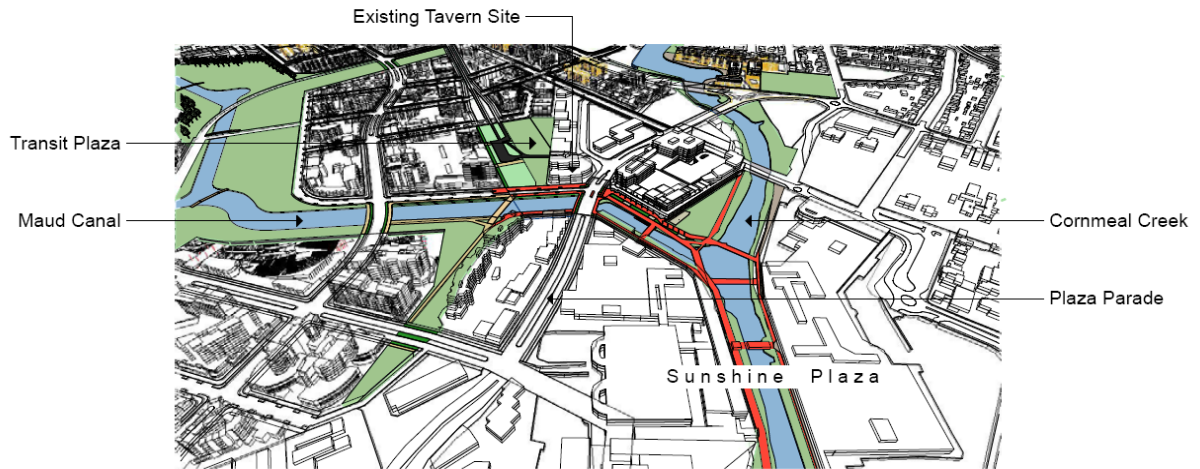 Existing Tavern Site
Transit Plaza
Maud Canal
Cornmeal Creek
Plaza Parade
Sunshine Plaza